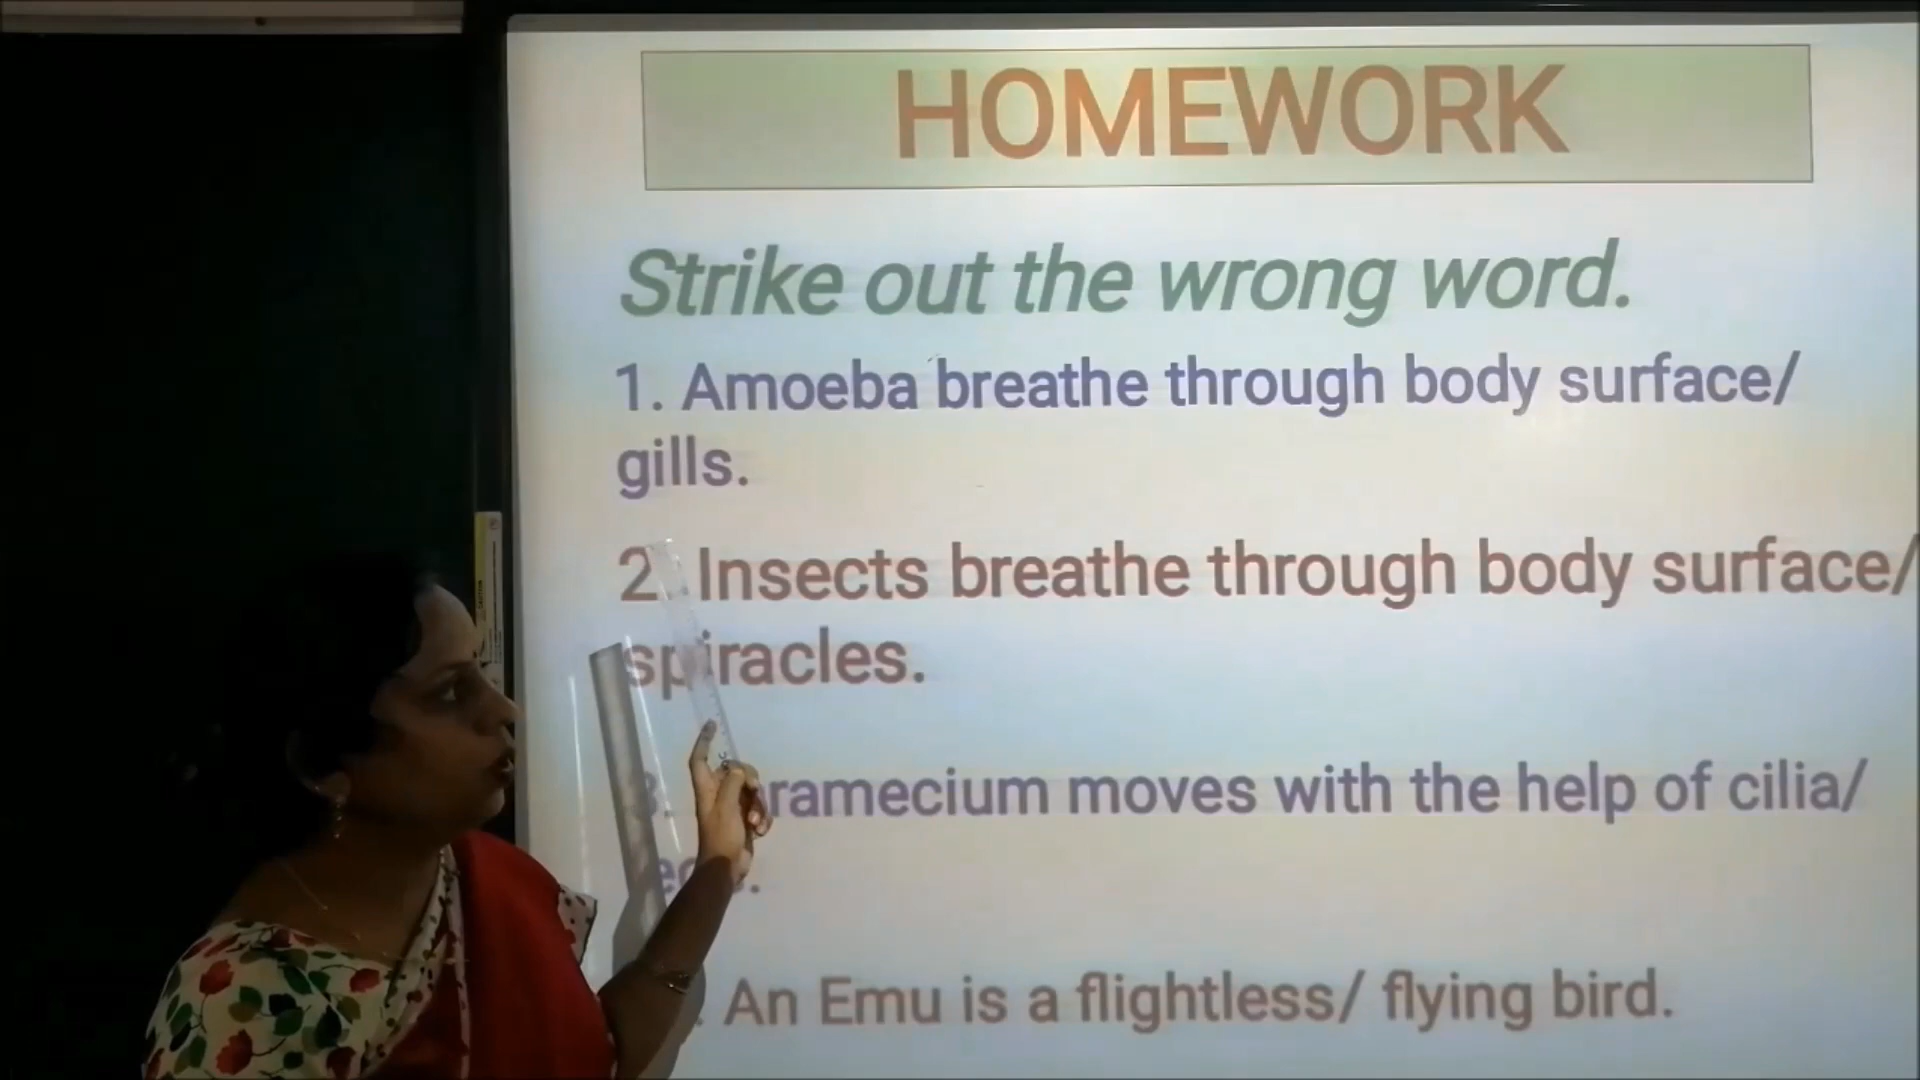 HOMEWORK
Strike out the wrong word.
1. Amoeba breathe through body surface/
gills.
2. Insects breathe through body surface/
spiracles.
3. moves with the help of cilia/
An Emu is a flightless/ flying bird.